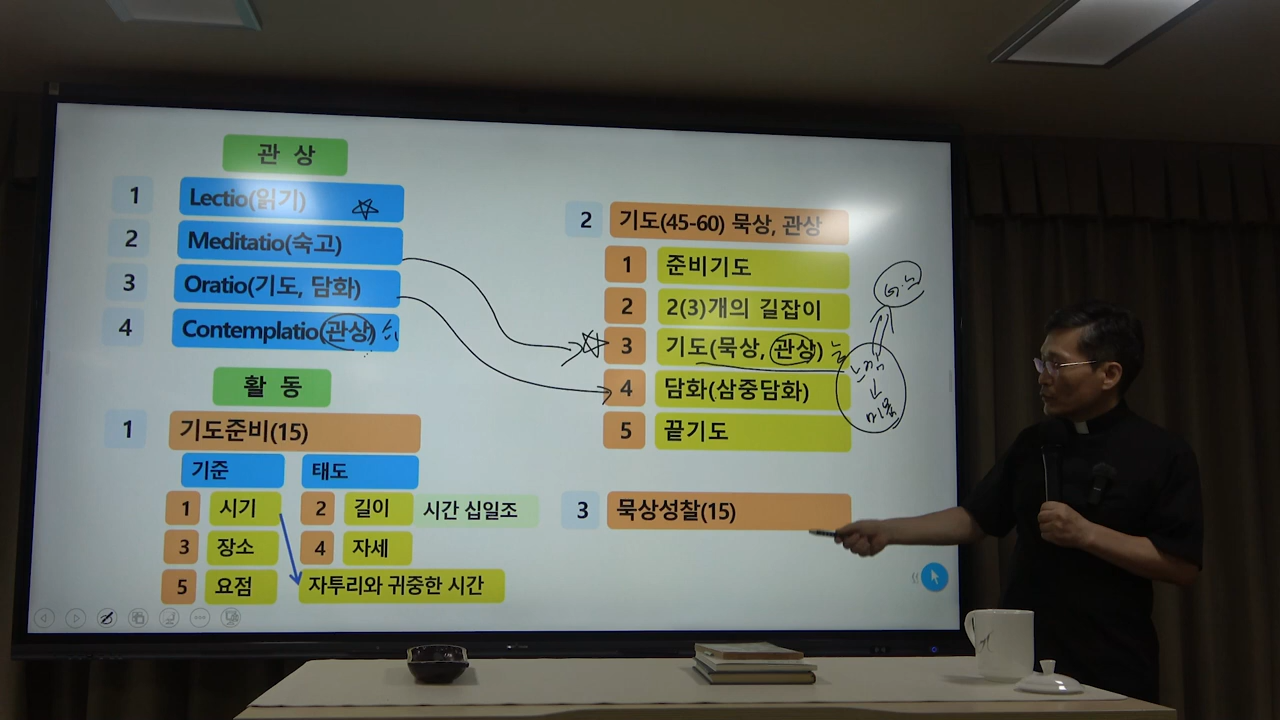 관 상
1 Lectio(읽기)
2 Meditatio(숙고)
3 Oratio(기도, 담화)
4 Contemplatio(관상)
활 동
1 기도준비(15)
기준 태도
1 시기 2 길이 시간 십일조
3 장소 4 자세
5 요점 자투리와 귀중한 시간
2 기도(45-60) 묵상, 관상
1 준비기도
2 2(3)개의 길잡이
3 기도(묵상, 관상)
4 담화(삼중담화)
5 끝기도
3 묵상성찰(15)